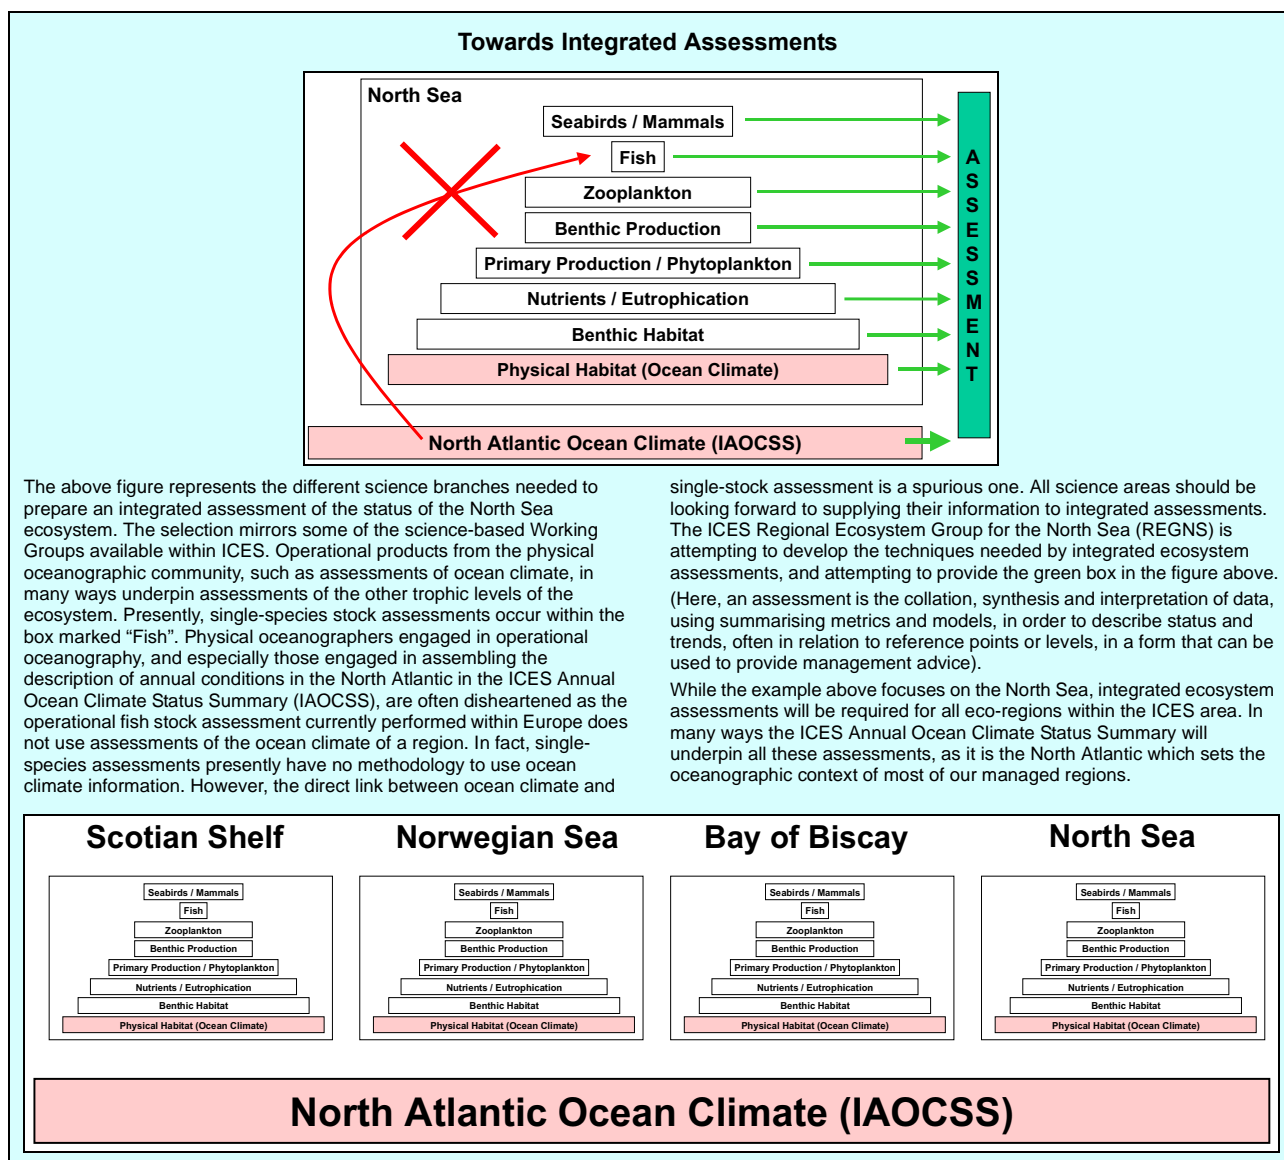 Towards Integrated Assessments
North Sea
Seabirds / Mammals
Fish
Zooplankton
Benthic Production
Primary Production / Phytoplankton
Nutrients / Eutrophication
Benthic Habitat
Physical Habitat (Ocean Climate)
North Atlantic Ocean Climate (IAOCSS)
A
S
S
E
S
S
M
E
N
T
The above figure represents the different science branches needed to
prepare an integrated assessment of the status of the North Sea
ecosystem. The selection mirrors some of the science-based Working
Groups available within ICES. Operational products from the physical
oceanographic community, such as assessments of ocean climate, in
many ways underpin assessments of the other trophic levels of the
ecosystem. Presently, single-species stock assessments occur within the
box marked “Fish”. Physical oceanographers engaged in operational
oceanography, and especially those engaged in assembling the
description of annual conditions in the North Atlantic in the ICES Annual
Ocean Climate Status Summary (IAOCSS), are often disheartened as the
operational fish stock assessment currently performed within Europe does
not use assessments of the ocean climate of a region. In fact, single-
species assessments presently have no methodology to use ocean
climate information. However, the direct link between ocean climate and
single-stock assessment is a spurious one. All science areas should be
looking forward to supplying their information to integrated assessments.
The ICES Regional Ecosystem Group for the North Sea (REGNS) is
attempting to develop the techniques needed by integrated ecosystem
assessments, and attempting to provide the green box in the figure above.
(Here, an assessment is the collation, synthesis and interpretation of data,
using summarising metrics and models, in order to describe status and
trends, often in relation to reference points or levels, in a form that can be
used to provide management advice).
While the example above focuses on the North Sea, integrated ecosystem
assessments will be required for all eco-regions within the ICES area. In
many ways the ICES Annual Ocean Climate Status Summary will
underpin all these assessments, as it is the North Atlantic which sets the
oceanographic context of most of our managed regions.
Scotian Shelf
Seabirds / Mammals
Fish
Zooplankton
Benthic Production
Primary Production / Phytoplankton
Nutrients / Eutrophication
Benthic Habitat
Physical Habitat (Ocean Climate)
Norwegian Sea
Seabirds / Mammals
Fish
Zooplankton
Benthic Production
Primary Production / Phytoplankton
Nutrients / Eutrophication
Benthic Habitat
Physical Habitat (Ocean Climate)
Bay of Biscay
Seabirds / Mammals
Fish
Zooplankton
Benthic Production
Primary Production / Phytoplankton
Nutrients / Eutrophication
Benthic Habitat
Physical Habitat (Ocean Climate)
North Sea
Seabirds / Mammals
Fish
Zooplankton
Benthic Production
Primary Production / Phytoplankton
Nutrients / Eutrophication
Benthic Habitat
Physical Habitat (Ocean Climate)
North Atlantic Ocean Climate (IAOCSS)